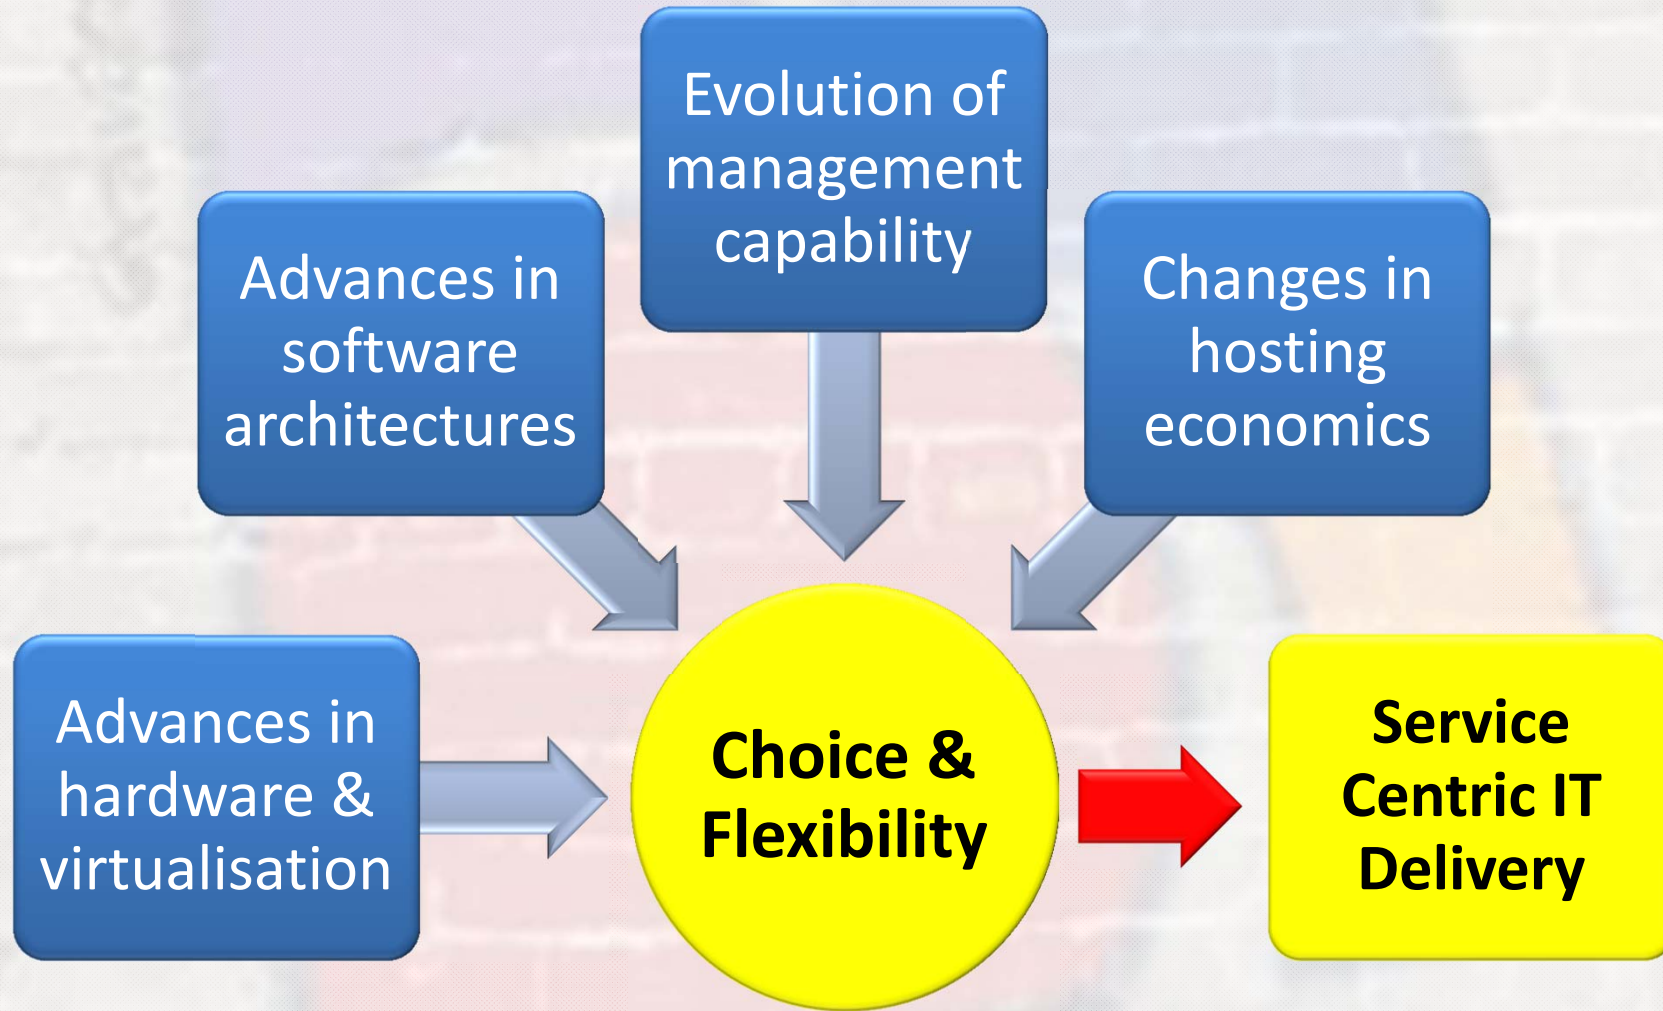 Evolution of
management
capability
Advances in
software
architectures
Changes in
hosting
economics
Advances in
hardware &
virtualisation
Choice &
Flexibility
Service
Centric IT
Delivery